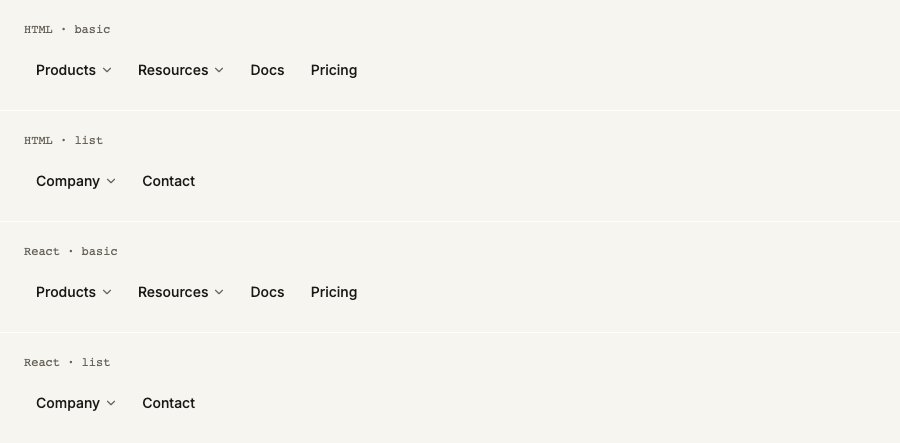 HTML · basic
Products Resources Docs Pricing
HTML · list
Company Contact
React · basic
Products Resources Docs Pricing
React · list
Company Contact